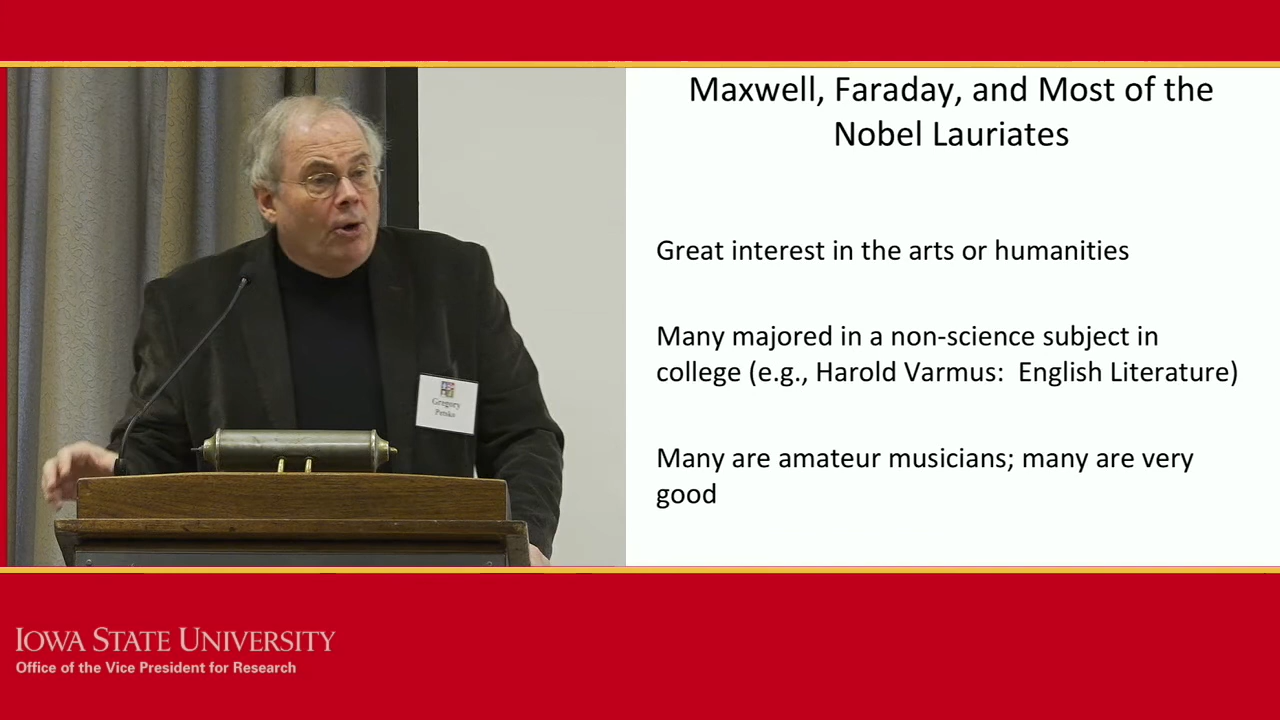 Maxwell, Faraday, and Most of the
Nobel Lauriates
Great interest in the arts or humanities
Many majored in a non-science subject in
college (e.g., Harold Varmus:  English Literature)
Many are amateur musicians; many are very
good
Gregory
IOWA STATE UNIVERSITY
Office of the Vice President for Research